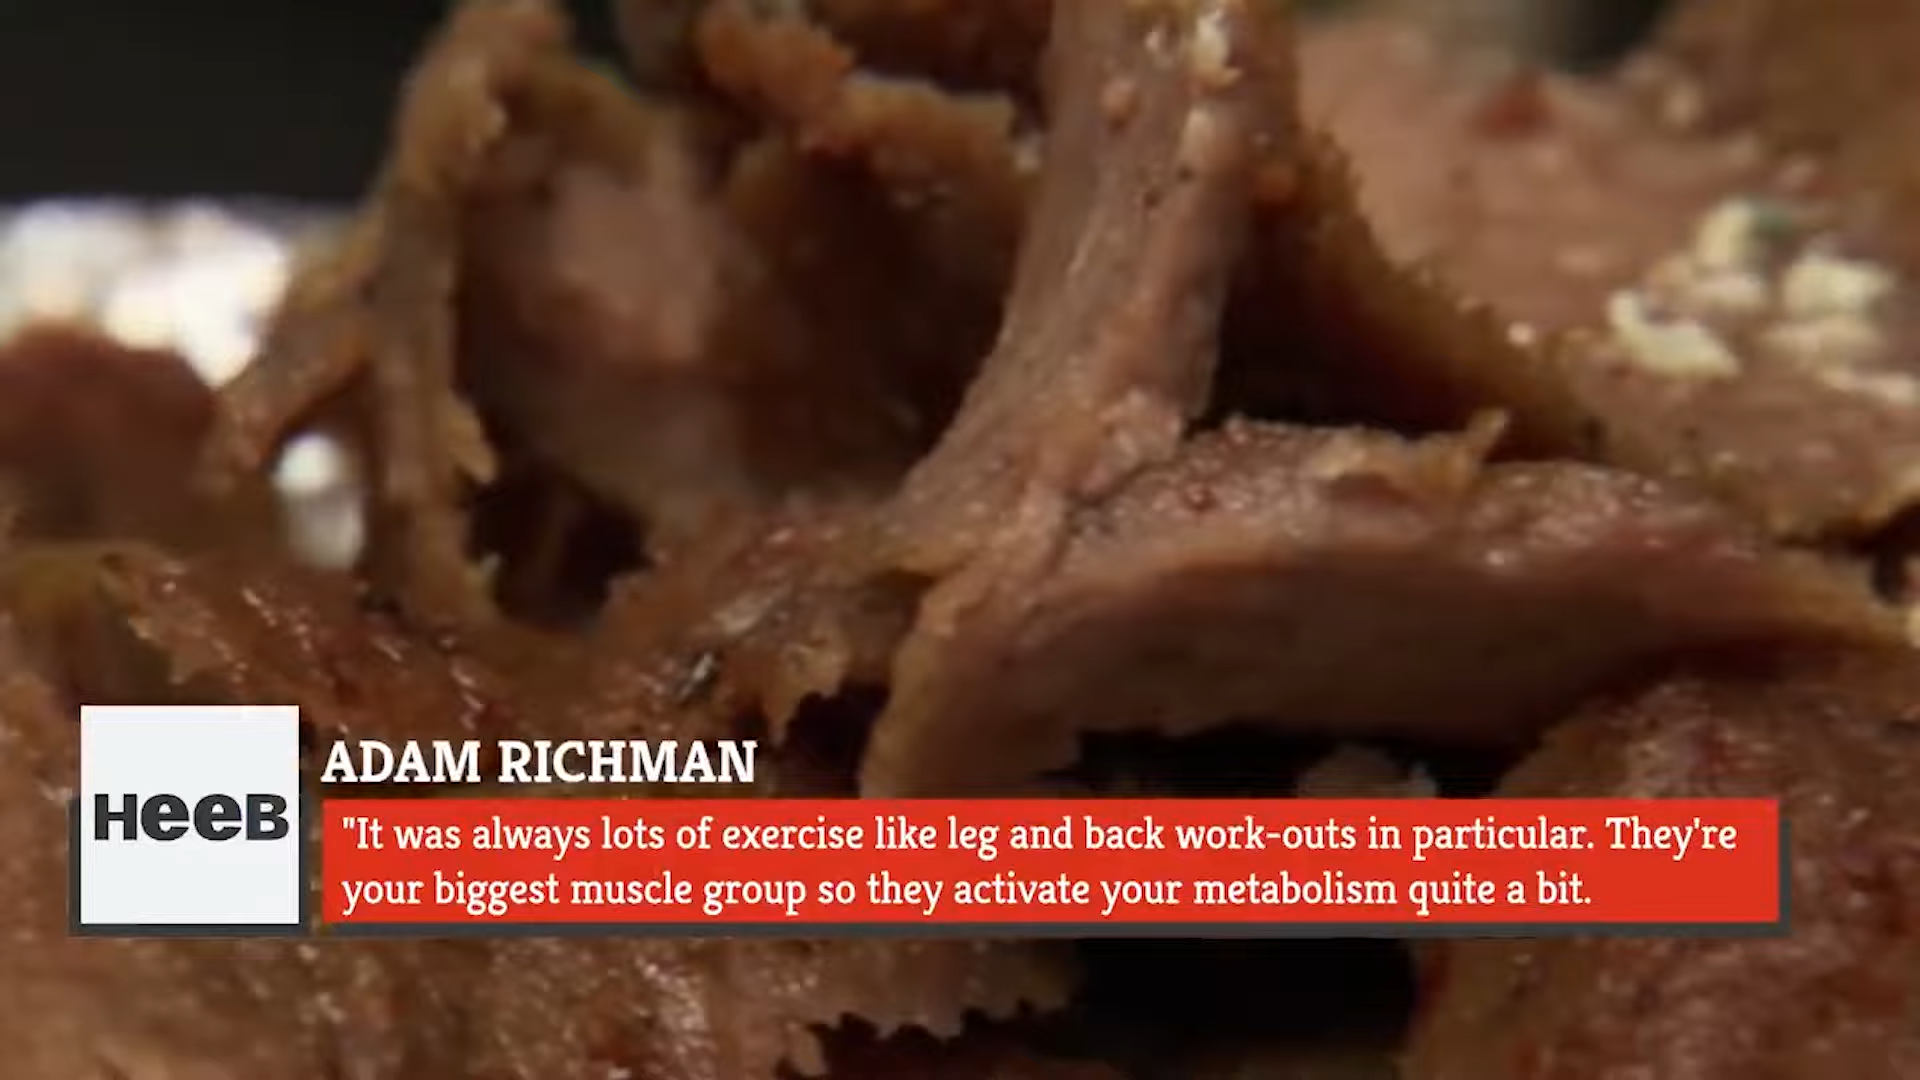 HeeB
ADAM RICHMAN
"It was always lots of exercise like leg and back work-outs in particular. They're
your biggest muscle group so they activate your metabolism quite a bit.